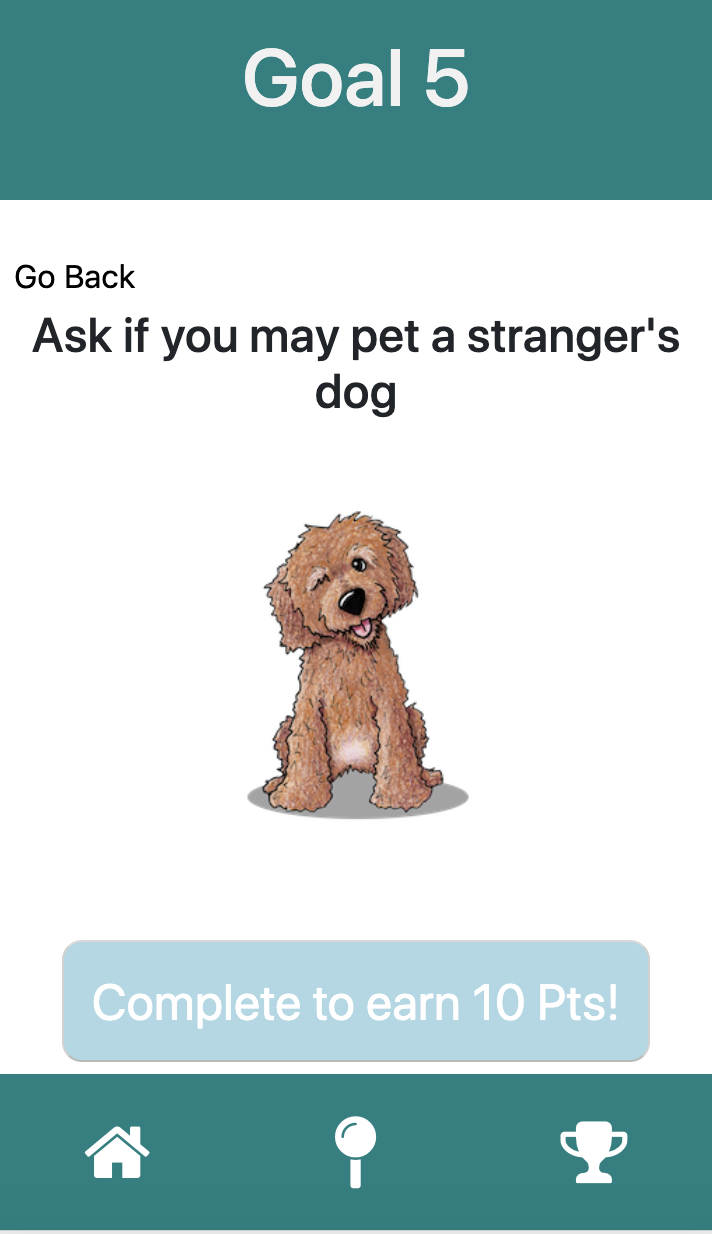 Goal 5
Go Back
Ask if you may pet a stranger's
dog
Complete to earn 10 Pts!